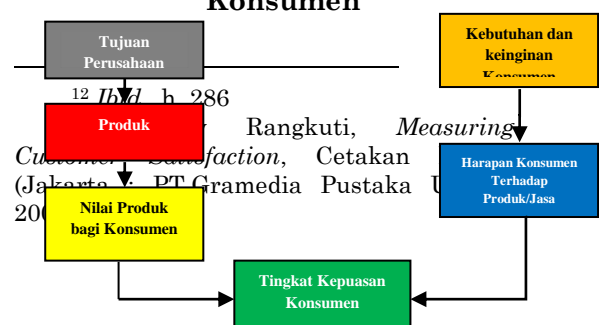 Konsumen
Tujuan
Perusahaan
Kebutuhan dan
keinginan
Konsumen
12 Ibid, h 286
Produk
Rangkuti, Measuring
Customer Satisfaction, Cetakan
(Jakarta : PT.Gramedia Pustaka
Harapan Konsumen
Terhadap
Produk/Jasa
Nilai Produk
bagi Konsumen
Tingkat Kepuasan
Konsumen